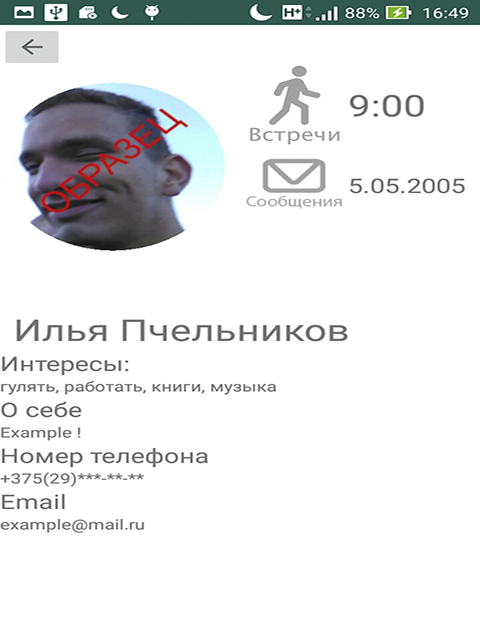 H+ 88% 16:49
ОБРАЗЕЦ
9:00
Встречи
5.05.2005
Сообщения
Илья Пчельников
Интересы:
гулять, работать, книги, музыка
О себе
Example !
Номер телефона
+375(29)***-**-**
Email
example@mail.ru